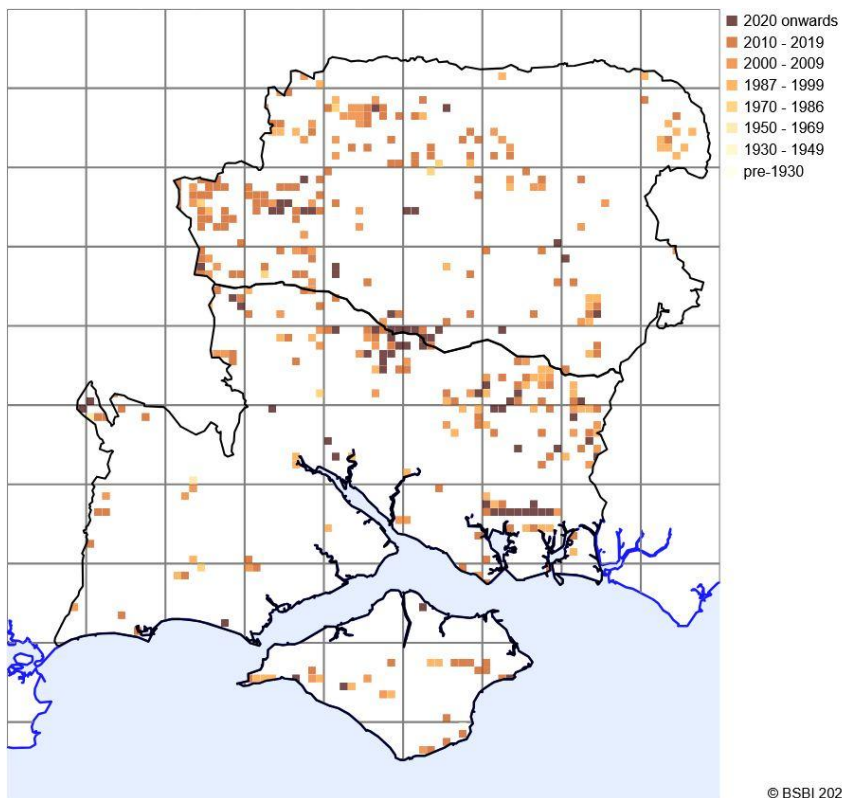 2020 onwards
2010 - 2019
2000 - 2009
1987 - 1999
1970 - 1986
1950 - 1969
1930 - 1949
pre-1930
© BSBI 202